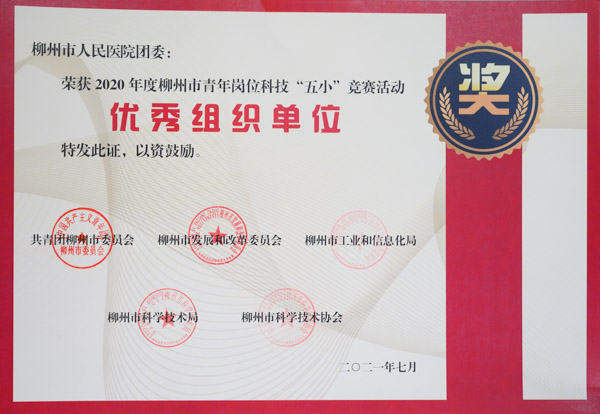 柳州市人民医院团委：
荣获2020年度柳州市青年岗位科技“五小”竞赛活动
优秀组织单位
特发此证，以资鼓励。
奖
共青团柳州市委员会
柳州市发展和改革委员会
柳州市工业和信息化局
柳州市科学技术局
柳州市科学技术协会
二〇二一年七月